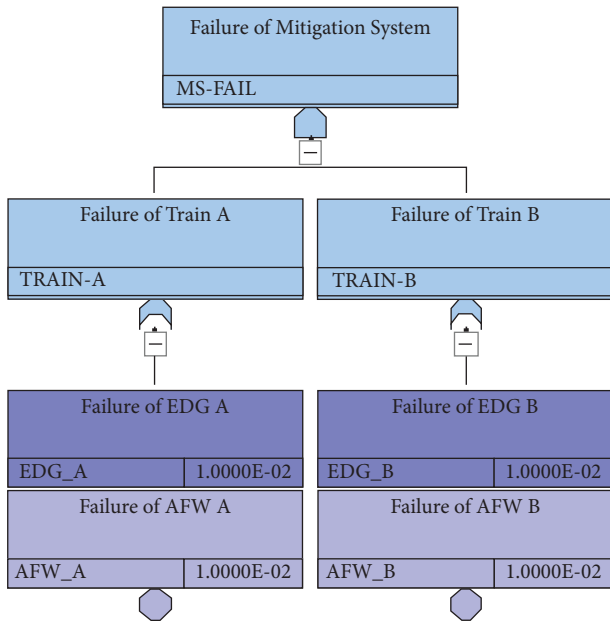 Failure of Mitigation System
MS-FAIL
Failure of Train A
Failure of Train B
TRAIN-A
TRAIN-B
Failure of EDG A
Failure of EDG B
EDG_A 1.0000E-02
EDG_B 1.0000E-02
Failure of AFW A
Failure of AFW B
AFW_A 1.0000E-02
AFW_B 1.0000E-02